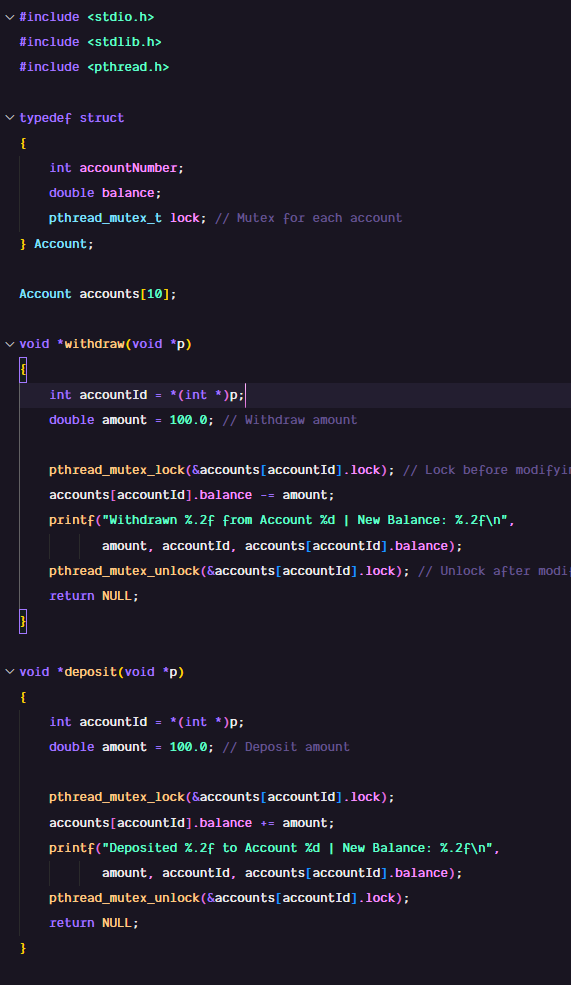 #include <stdio.h>
#include <stdlib.h>
#include <pthread.h>
typedef struct
{
int accountNumber;
double balance;
pthread_mutex_t lock; // Mutex for each account
} Account;
Account accounts[10];
void *withdraw(void *p)
{
int accountId = *(int *)p;
double amount = 100.0; // Withdraw amount
pthread_mutex_lock(&accounts[accountId].lock); // Lock before modifyin
accounts[accountId].balance -= amount;
printf("Withdrawn %.2f from Account %d | New Balance: %.2f\n",
amount, accountId, accounts[accountId].balance);
pthread_mutex_unlock(&accounts[accountId].lock); // Unlock after modi
return NULL;
}
void *deposit(void *p)
{
int accountId = *(int *)p;
double amount = 100.0; // Deposit amount
pthread_mutex_lock(&accounts[accountId].lock);
accounts[accountId].balance += amount;
printf("Deposited %.2f to Account %d | New Balance: %.2f\n",
amount, accountId, accounts[accountId].balance);
pthread_mutex_unlock(&accounts[accountId].lock);
return NULL;
}